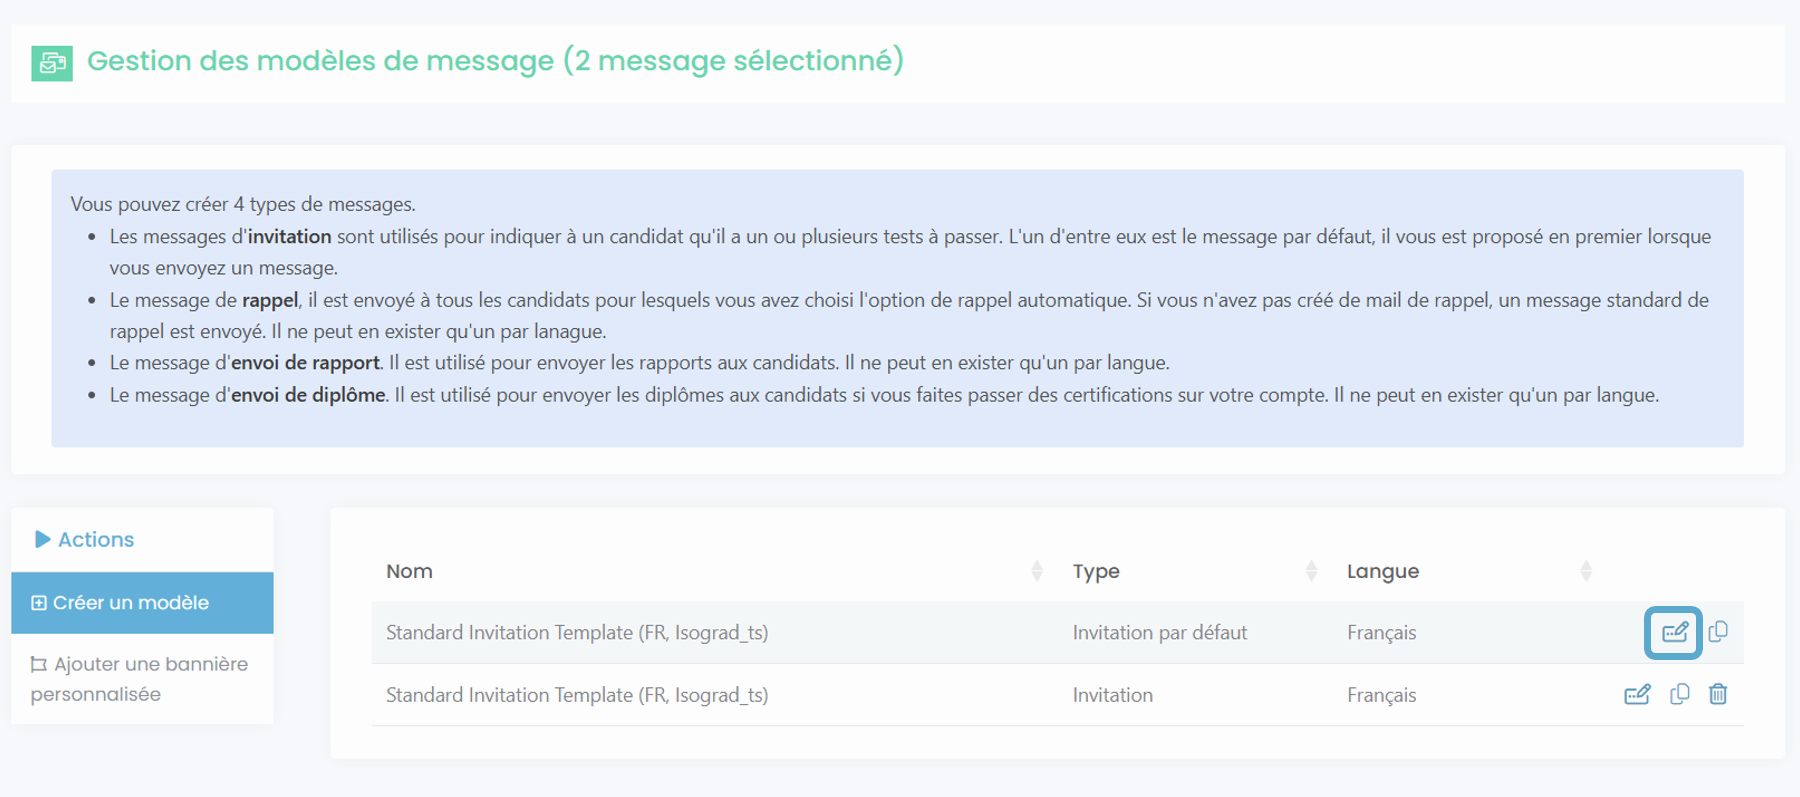 Gestion des modèles de message (2 message sélectionné)
Vous pouvez créer 4 types de messages.
Les messages d'invitation sont utilisés pour indiquer à un candidat qu'il a un ou plusieurs tests à passer. L'un d'entre eux est le message par défaut, il vous est proposé en premier lorsque
vous envoyez un message.
Le message de rappel, il est envoyé à tous les candidats pour lesquels vous avez choisi l'option de rappel automatique. Si vous n'avez pas créé de mail de rappel, un message standard de
rappel est envoyé. Il ne peut en exister qu'un par lanague.
Le message d'envoi de rapport. Il est utilisé pour envoyer les rapports aux candidats. Il ne peut en exister qu'un par langue.
Le message d'envoi de diplôme. Il est utilisé pour envoyer les diplômes aux candidats si vous faites passer des certifications sur votre compte. Il ne peut en exister qu'un par langue.
Actions
Créer un modèle
Ajouter une bannière
personnalisée
Nom Type Langue
Standard Invitation Template (FR, Isograd_ts) Invitation par défaut Français
Standard Invitation Template (FR, Isograd_ts) Invitation Français